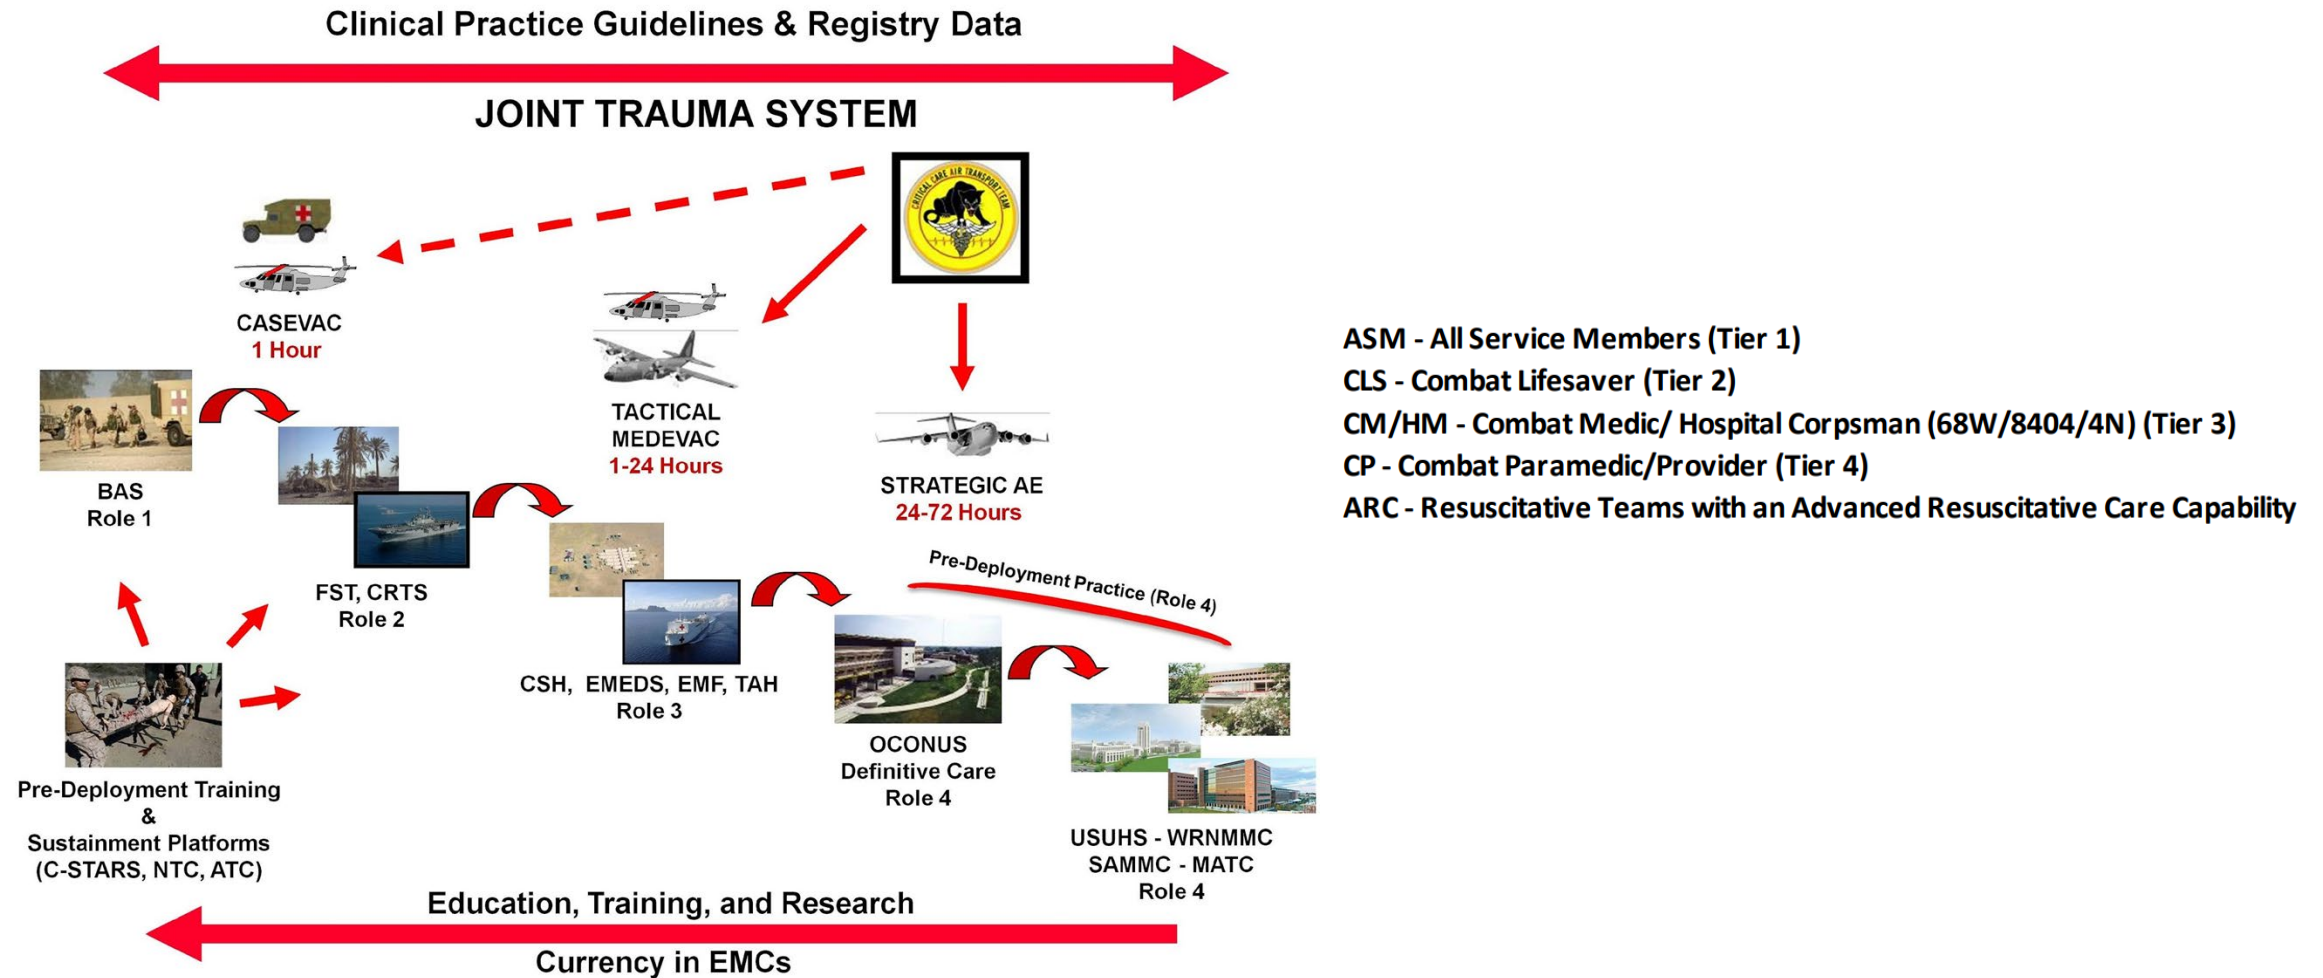 Clinical Practice Guidelines & Registry Data
JOINT TRAUMA SYSTEM
CRITICAL CARE AIR TRANSPORT TEAM
CASEVAC
1 Hour
TACTICAL
MEDEVAC
1-24 Hours
STRATEGIC AE
24-72 Hours
BAS
Role 1
FST, CRTS
Role 2
CSH, EMEDS, EMF, TAH
Role 3
Pre-Deployment Practice (Role 4)
OCONUS
Definitive Care
Role 4
USUHS - WRNMMC
SAMMC - MATC
Role 4
Pre-Deployment Training
&
Sustainment Platforms
(C-STARS, NTC, ATC)
Education, Training, and Research
Currency in EMCs
ASM - All Service Members (Tier 1)
CLS - Combat Lifesaver (Tier 2)
CM/HM - Combat Medic/ Hospital Corpsman (68W/8404/4N) (Tier 3)
CP - Combat Paramedic/Provider (Tier 4)
ARC - Resuscitative Teams with an Advanced Resuscitative Care Capability